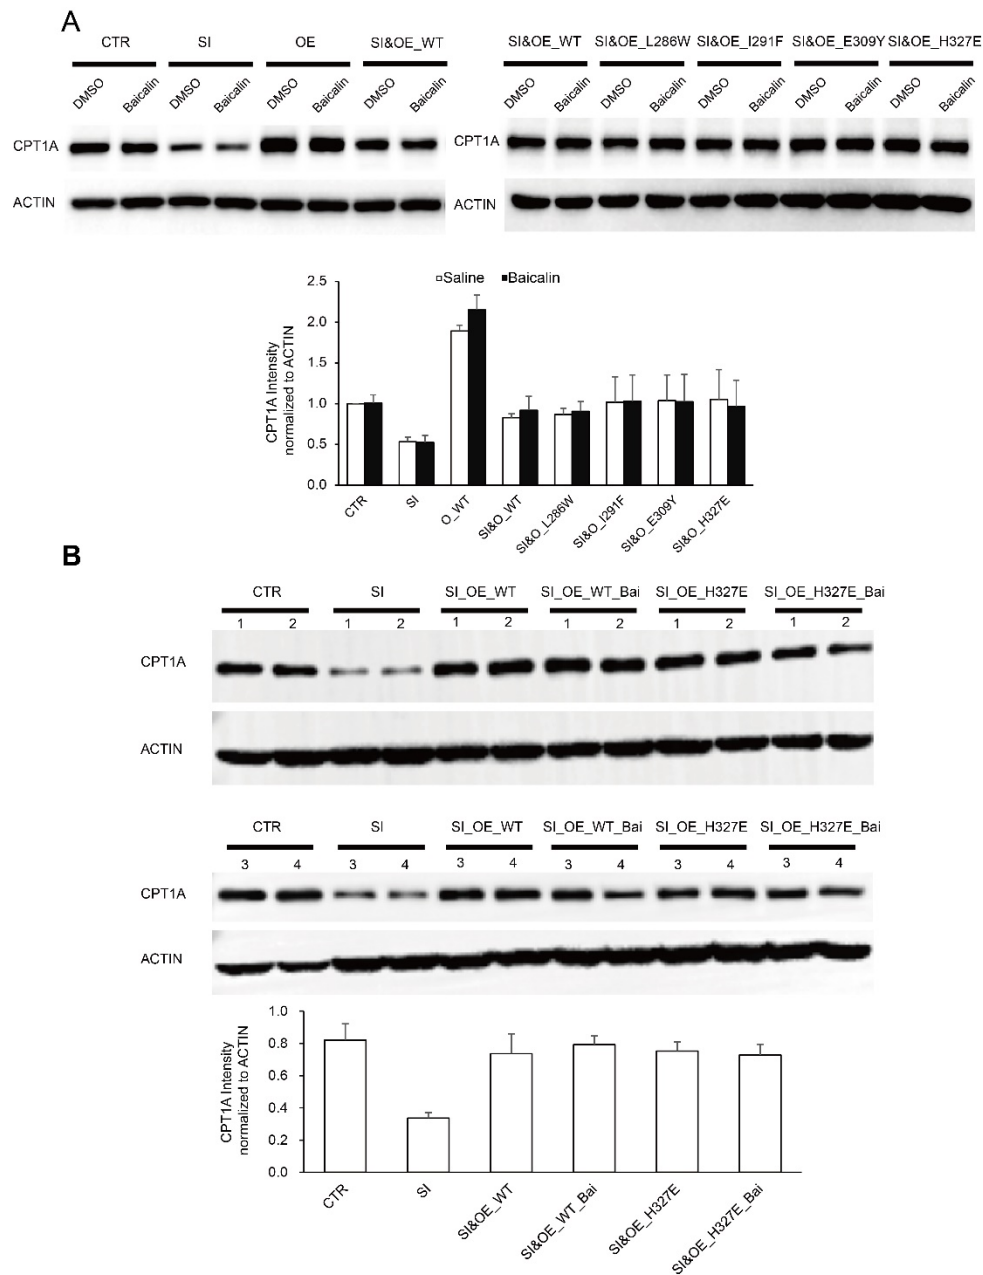 A
CTR SI OE SI&OE_WT SI&OE_WT SI&OE_L286W SI&OE_I291F SI&OE_E309Y SI&OE_H327E
DMSO Baicalin DMSO Baicalin DMSO Baicalin DMSO Baicalin DMSO Baicalin DMSO Baicalin DMSO Baicalin DMSO Baicalin DMSO Baicalin
CPT1A CPT1A
ACTIN ACTIN
Saline Baicalin
CPT1A Intensity
normalized to ACTIN
2.5
2.0
1.5
1.0
0.5
0.0
CTR SI O_WT SI&O_WT SI&O_L286W SI&O_I291F SI&O_E309Y SI&O_H327E
B
CTR SI SI_OE_WT SI_OE_WT_Bai SI_OE_H327E SI_OE_H327E_Bai
1 2 1 2 1 2 1 2 1 2 1 2
CPT1A
ACTIN
CTR SI SI_OE_WT SI_OE_WT_Bai SI_OE_H327E SI_OE_H327E_Bai
3 4 3 4 3 4 3 4 3 4 3 4
CPT1A
ACTIN
CPT1A Intensity
normalized to ACTIN
1.0
0.8
0.6
0.4
0.2
0.0
CTR SI SI&OE_WT SI&OE_WT_Bai SI&OE_H327E SI&OE_H327E_Bai